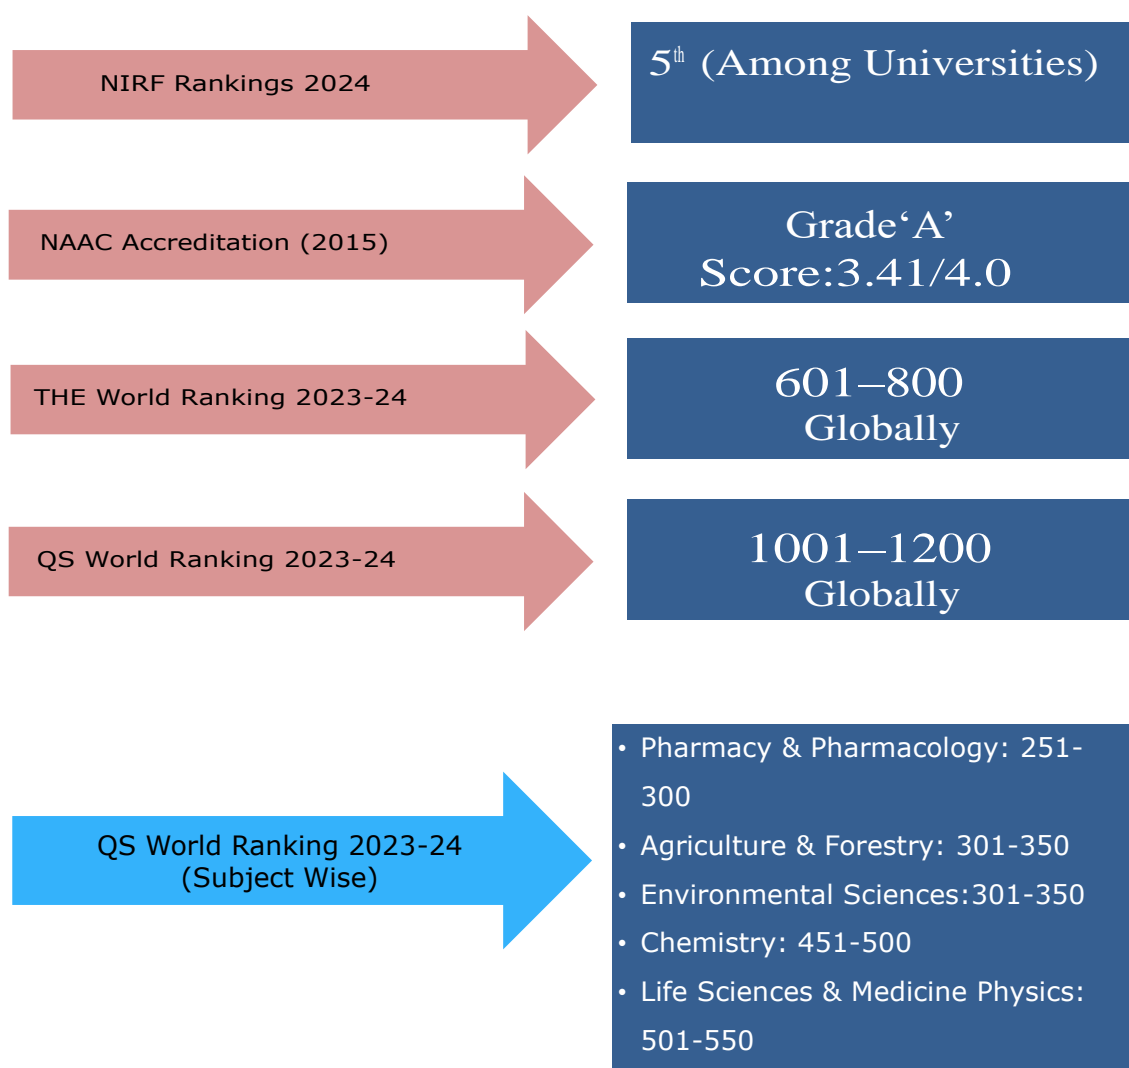 NIRF Rankings 2024
5th (Among Universities)
NAAC Accreditation (2015)
Grade‘A’
Score:3.41/4.0
THE World Ranking 2023-24
601–800
Globally
QS World Ranking 2023-24
1001–1200
Globally
QS World Ranking 2023-24
(Subject Wise)
• Pharmacy & Pharmacology: 251-
300
• Agriculture & Forestry: 301-350
• Environmental Sciences:301-350
• Chemistry: 451-500
• Life Sciences & Medicine Physics:
501-550